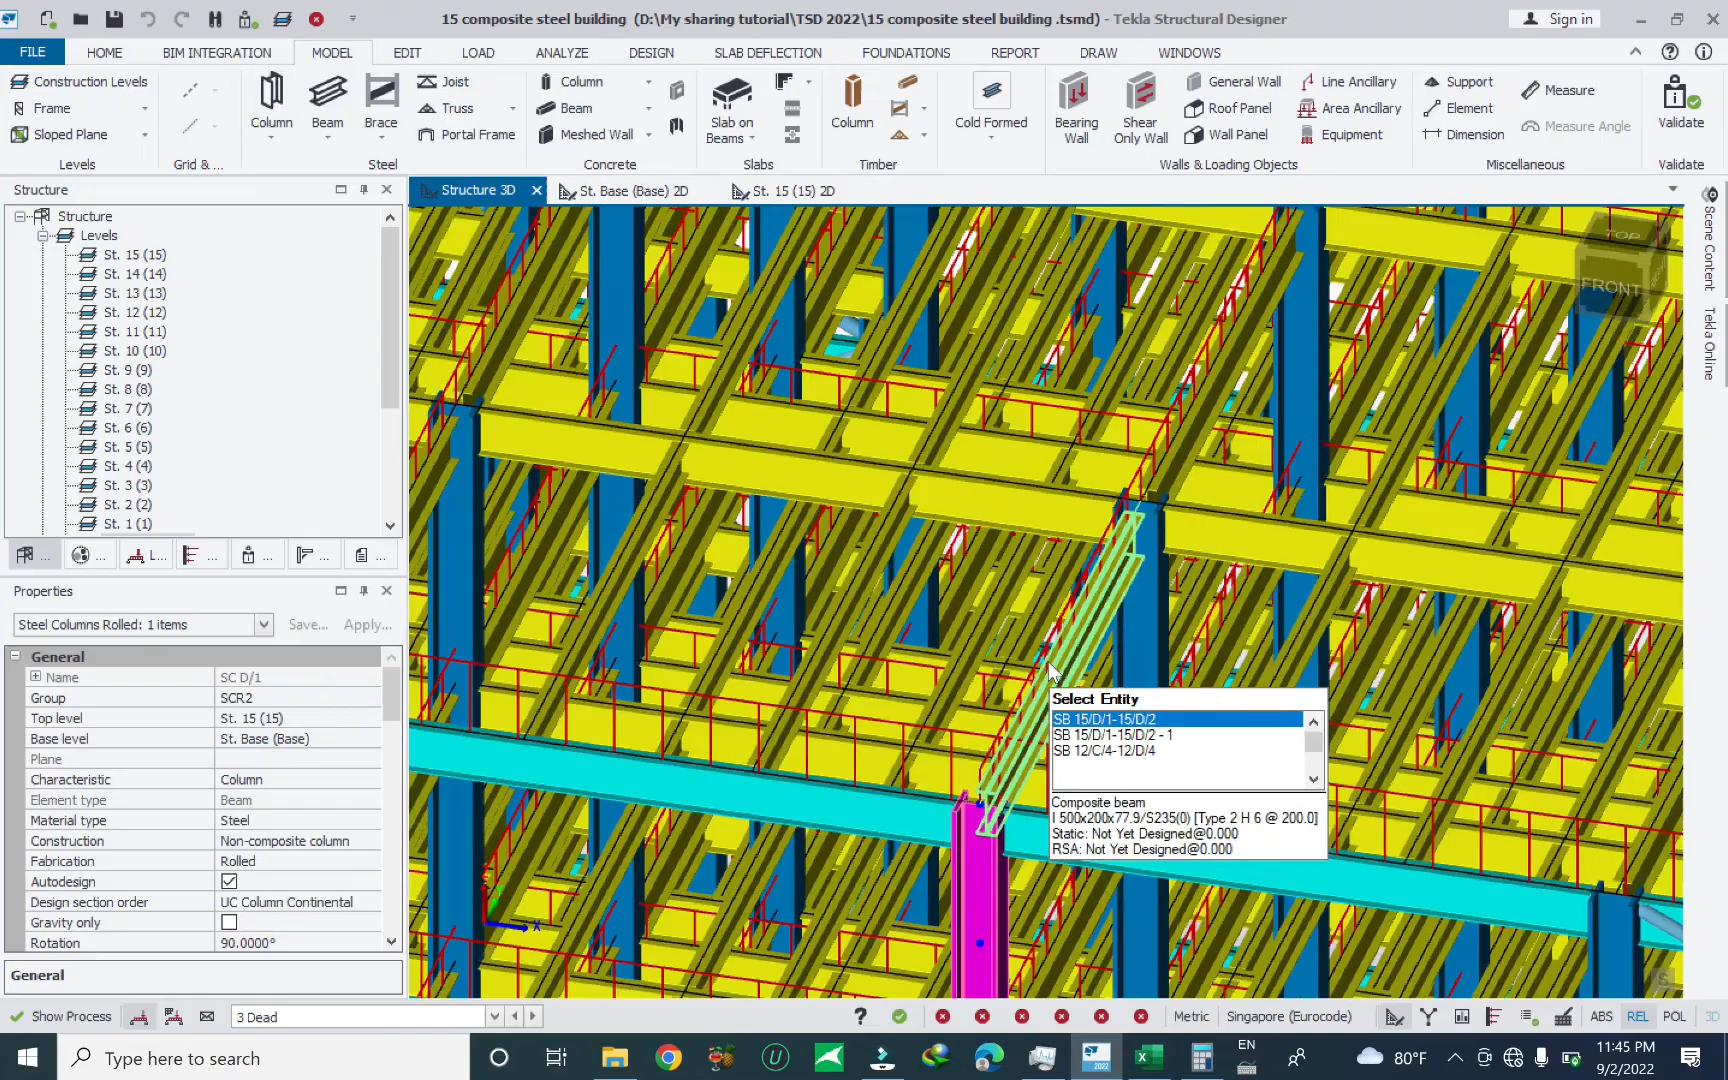 15 composite steel building (D:\My sharing tutorial\TSD 2022\15 composite steel building .tsmd) - Tekla Structural Designer
Sign in
FILE
HOME
BIM INTEGRATION
MODEL
EDIT
LOAD
ANALYZE
DESIGN
SLAB DEFLECTION
FOUNDATIONS
REPORT
DRAW
WINDOWS
Construction Levels
Frame
Sloped Plane
Levels
Grid & ...
Column
Beam
Brace
Joist
Truss
Portal Frame
Steel
Column
Beam
Meshed Wall
Concrete
Slab on
Beams
Slabs
Column
Timber
Cold Formed
Bearing
Wall
Shear
Only Wall
General Wall
Roof Panel
Wall Panel
Line Ancillary
Area Ancillary
Equipment
Walls & Loading Objects
Support
Element
Dimension
Measure
Measure Angle
Miscellaneous
Validate
Validate
Structure
Structure
Levels
St. 15 (15)
St. 14 (14)
St. 13 (13)
St. 12 (12)
St. 11 (11)
St. 10 (10)
St. 9 (9)
St. 8 (8)
St. 7 (7)
St. 6 (6)
St. 5 (5)
St. 4 (4)
St. 3 (3)
St. 2 (2)
St. 1 (1)
...
...
L...
...
...
...
...
Properties
Steel Columns Rolled: 1 items
Save...
Apply...
General
Name SC D/1
Group SCR2
Top level St. 15 (15)
Base level St. Base (Base)
Plane
Characteristic Column
Element type Beam
Material type Steel
Construction Non-composite column
Fabrication Rolled
Autodesign
Design section order UC Column Continental
Gravity only
Rotation 90.0000°
General
Structure 3D
St. Base (Base) 2D
St. 15 (15) 2D
TOP
FRONT
Scene Content
Tekla Online
X
Select Entity
SB 15/D/1-15/D/2
SB 15/D/1-15/D/2 - 1
SB 12/C/4-12/D/4
Composite beam
I 500x200x77.9/S235(0) [Type 2 H 6 @ 200.0]
Static: Not Yet Designed@0.000
RSA: Not Yet Designed@0.000
Show Process
3 Dead
Metric
Singapore (Eurocode)
ABS
REL
POL
3D
Type here to search
2022
EN
80°F
11:45 PM
9/2/2022